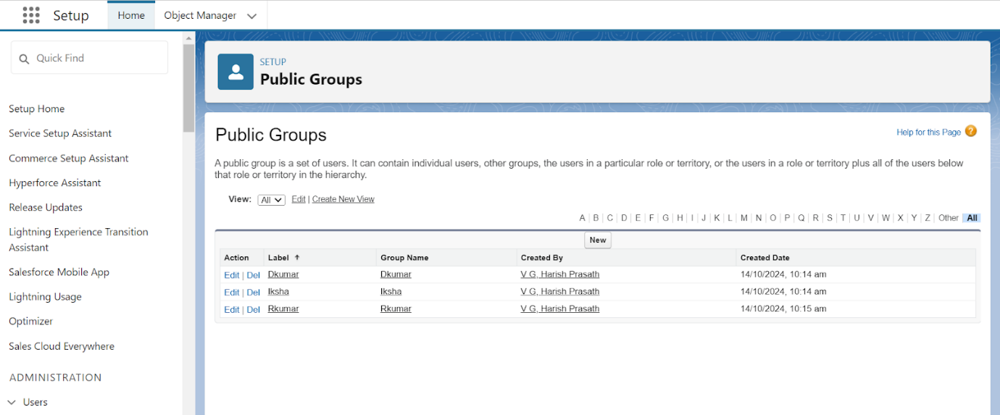 Setup
Home
Object Manager
Quick Find
Setup Home
Service Setup Assistant
Commerce Setup Assistant
Hyperforce Assistant
Release Updates
Lightning Experience Transition
Assistant
Salesforce Mobile App
Lightning Usage
Optimizer
Sales Cloud Everywhere
ADMINISTRATION
Users
SETUP
Public Groups
Public Groups
Help for this Page ?
A public group is a set of users. It can contain individual users, other groups, the users in a particular role or territory, or the users in a role or territory plus all of the users below
that role or territory in the hierarchy.
View: All Edit | Create New View
A | B | C | D | E | F | G | H | I | J | K | L | M | N | O | P | Q | R | S | T | U | V | W | X | Y | Z | Other | All
New
Action Label ↑ Group Name Created By Created Date
Edit | Del Dkumar Dkumar V G, Harish Prasath 14/10/2024, 10:14 am
Edit | Del Iksha Iksha V G, Harish Prasath 14/10/2024, 10:14 am
Edit | Del Rkumar Rkumar V G, Harish Prasath 14/10/2024, 10:15 am